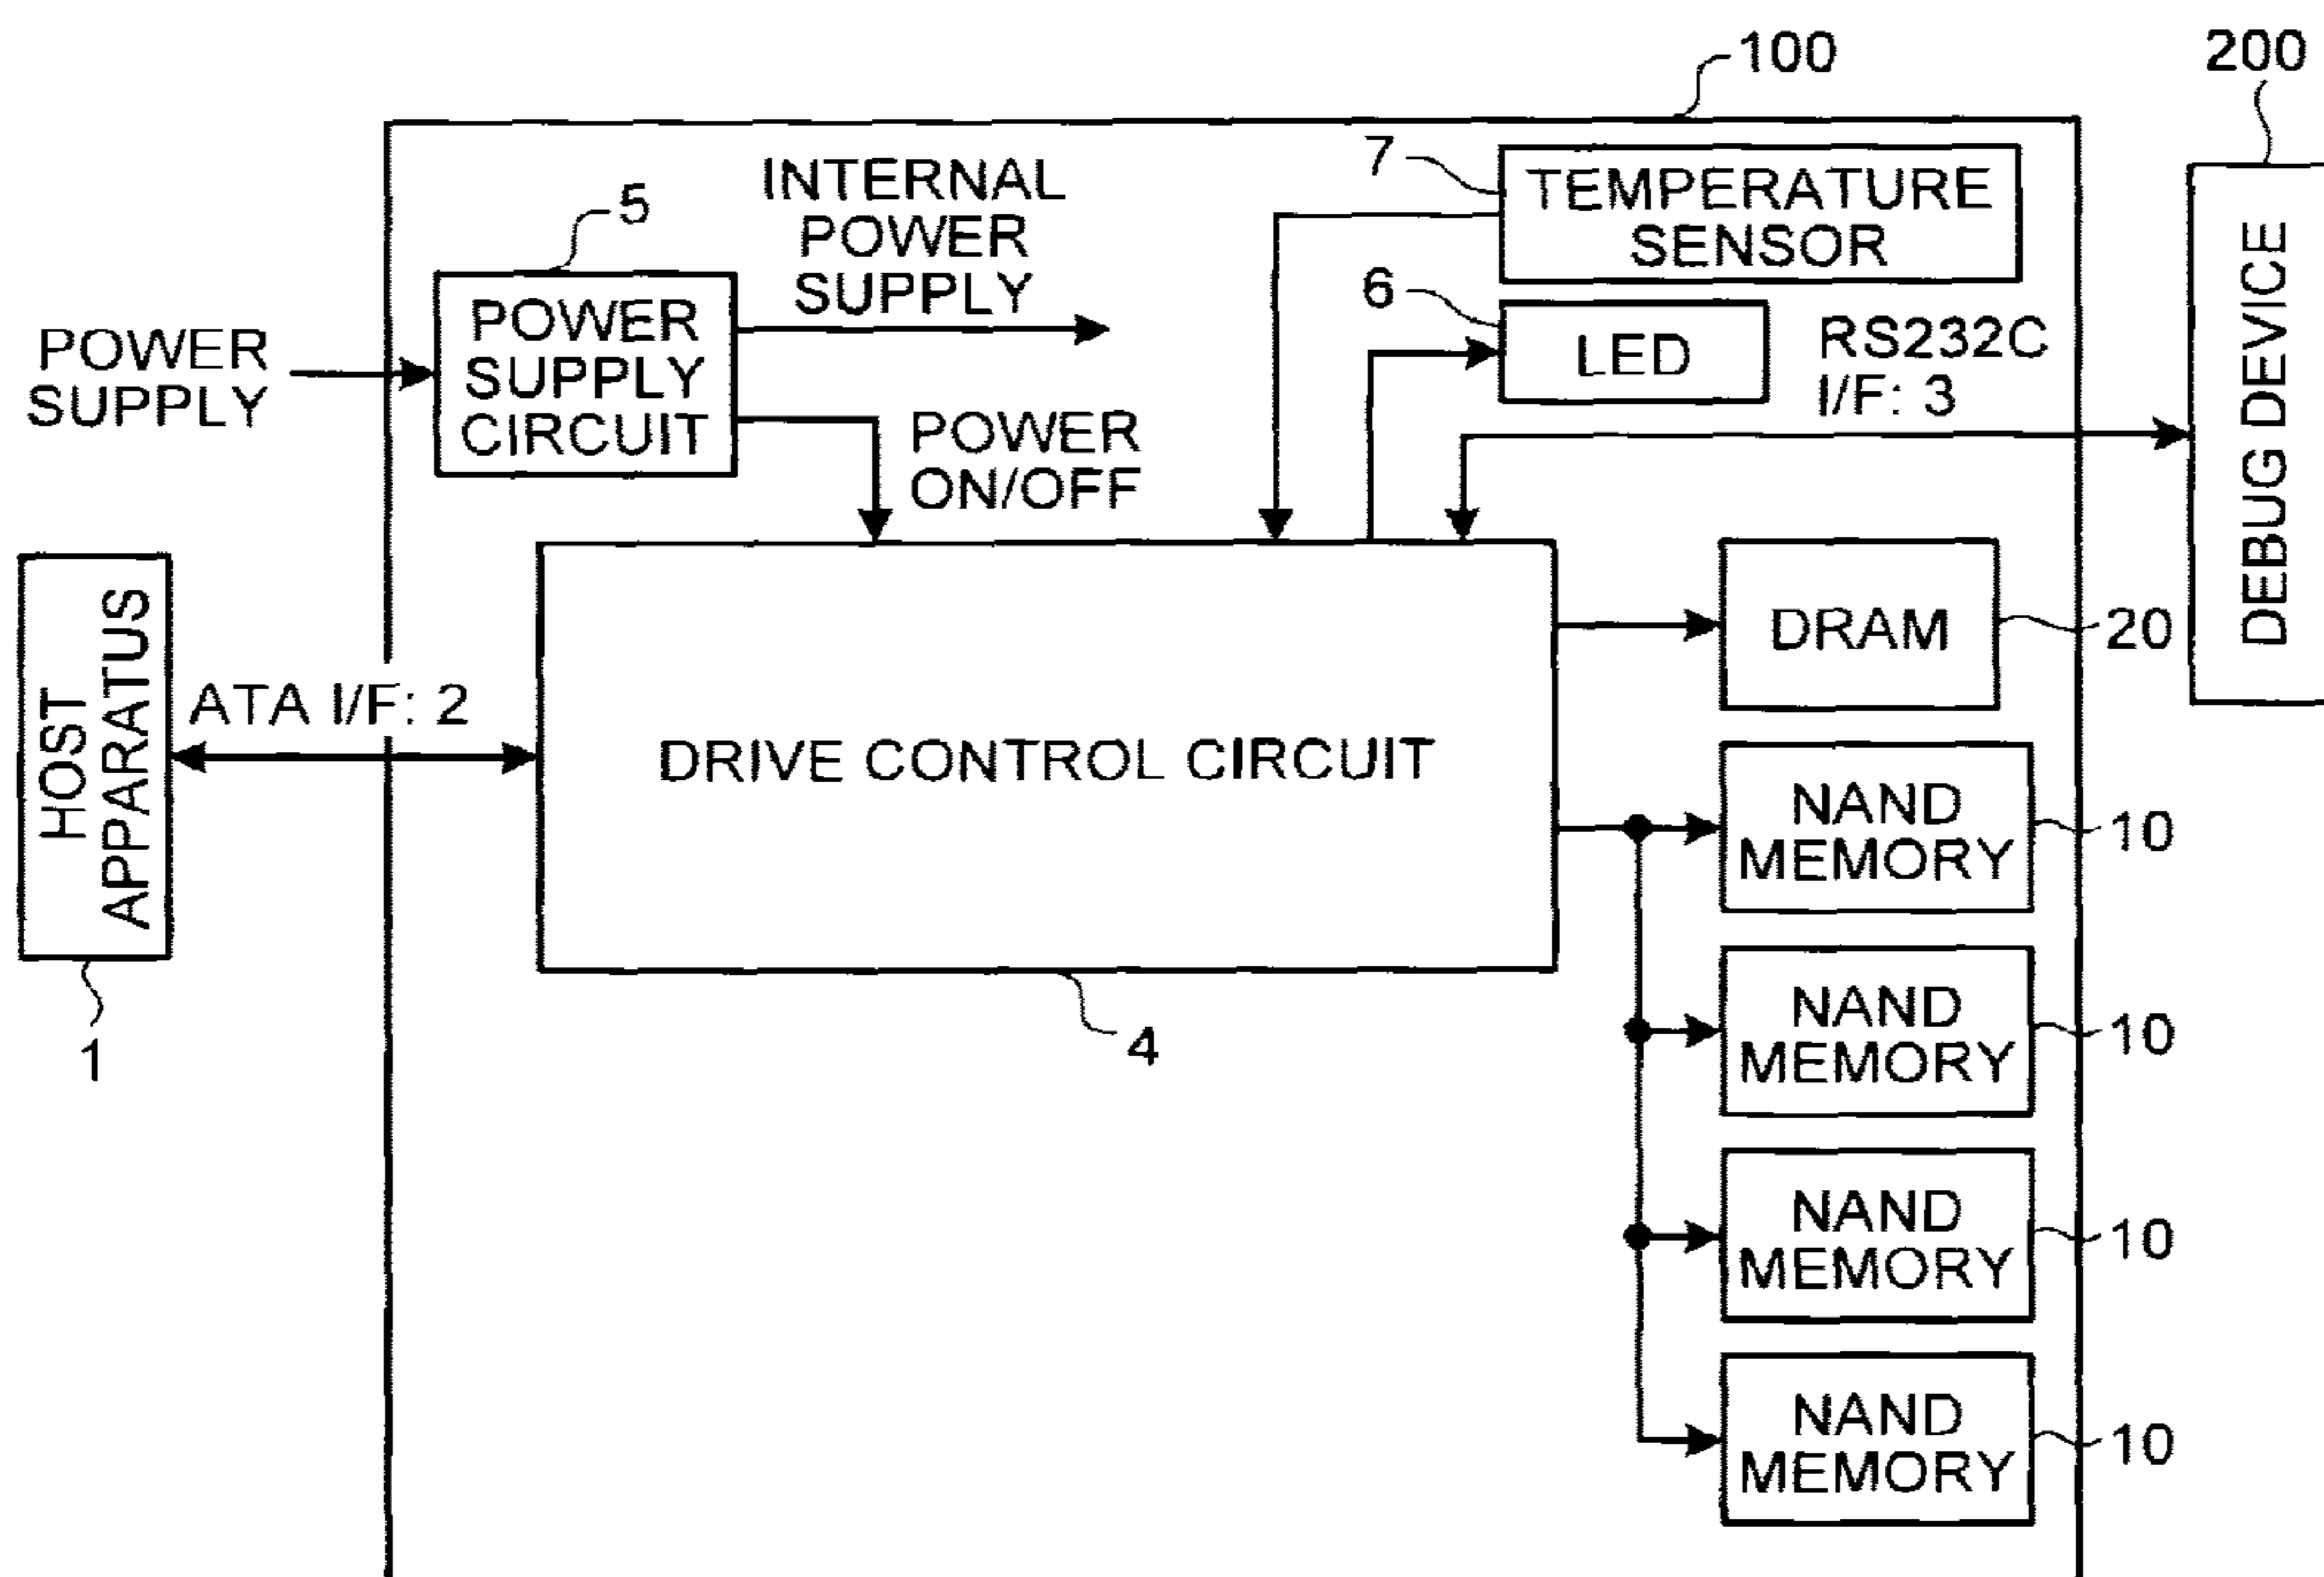 100
200
7
TEMPERATURE
SENSOR
INTERNAL
POWER
SUPPLY
5
POWER
SUPPLY
CIRCUIT
POWER
SUPPLY
6
LED
RS232C
I/F: 3
DEBUG DEVICE
POWER
ON/OFF
HOST
APPARATUS
1
ATA I/F: 2
DRIVE CONTROL CIRCUIT
4
DRAM
20
NAND
MEMORY
10
NAND
MEMORY
10
NAND
MEMORY
10
NAND
MEMORY
10